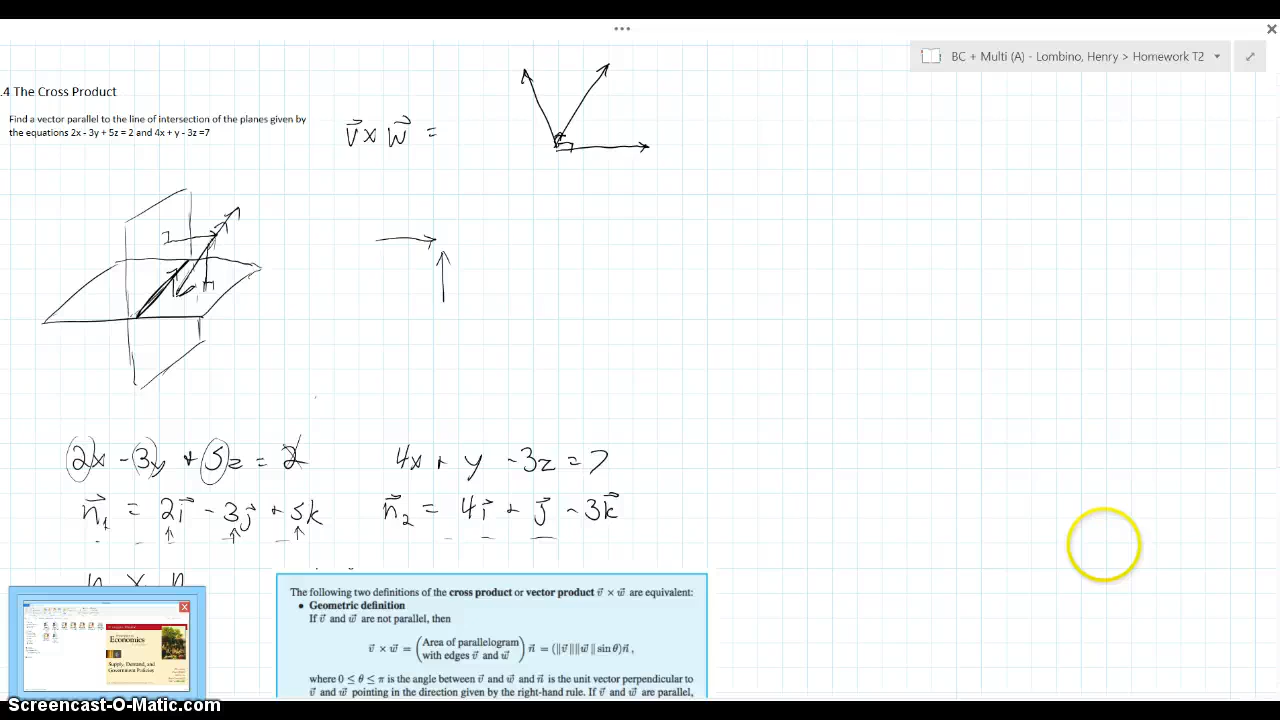 BC + Multi (A) - Lombino, Henry > Homework T2
.4 The Cross Product
Find a vector parallel to the line of intersection of the planes given by
the equations 2x - 3y + 5z = 2 and 4x + y - 3z =7
v⃗ x w⃗ =
2x - 3y + 5z = 2
4x + y - 3z = 7
n⃗₁ = 2i⃗ - 3j⃗ + 5k
n⃗₂ = 4i⃗ + j⃗ - 3k⃗
n x n
The following two definitions of the cross product or vector product v⃗ × w⃗ are equivalent:
• Geometric definition
If v⃗ and w⃗ are not parallel, then
v⃗ × w⃗ = (Area of parallelogram with edges v⃗ and w⃗) n⃗ = (‖v⃗‖‖w⃗‖ sin θ)n⃗,
where 0 ≤ θ ≤ π is the angle between v⃗ and w⃗ and n⃗ is the unit vector perpendicular to
v⃗ and w⃗ pointing in the direction given by the right-hand rule. If v⃗ and w⃗ are parallel,
Economics
Supply, Demand, and
Government Policies
Screencast-O-Matic.com